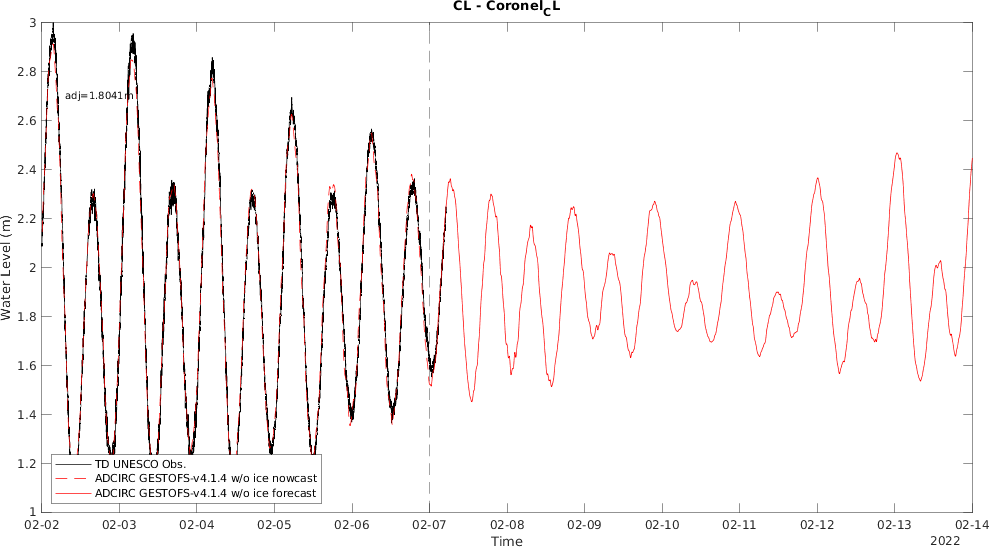 CL - Coronel_CL
3
2.8
adj=1.8041m
2.6
2.4
2.2
Water Level (m)
2
1.8
1.6
1.4
1.2
TD UNESCO Obs.
ADCIRC GESTOFS-v4.1.4 w/o ice nowcast
ADCIRC GESTOFS-v4.1.4 w/o ice forecast
1
02-02 02-03 02-04 02-05 02-06 02-07 02-08 02-09 02-10 02-11 02-12 02-13 02-14
Time
2022